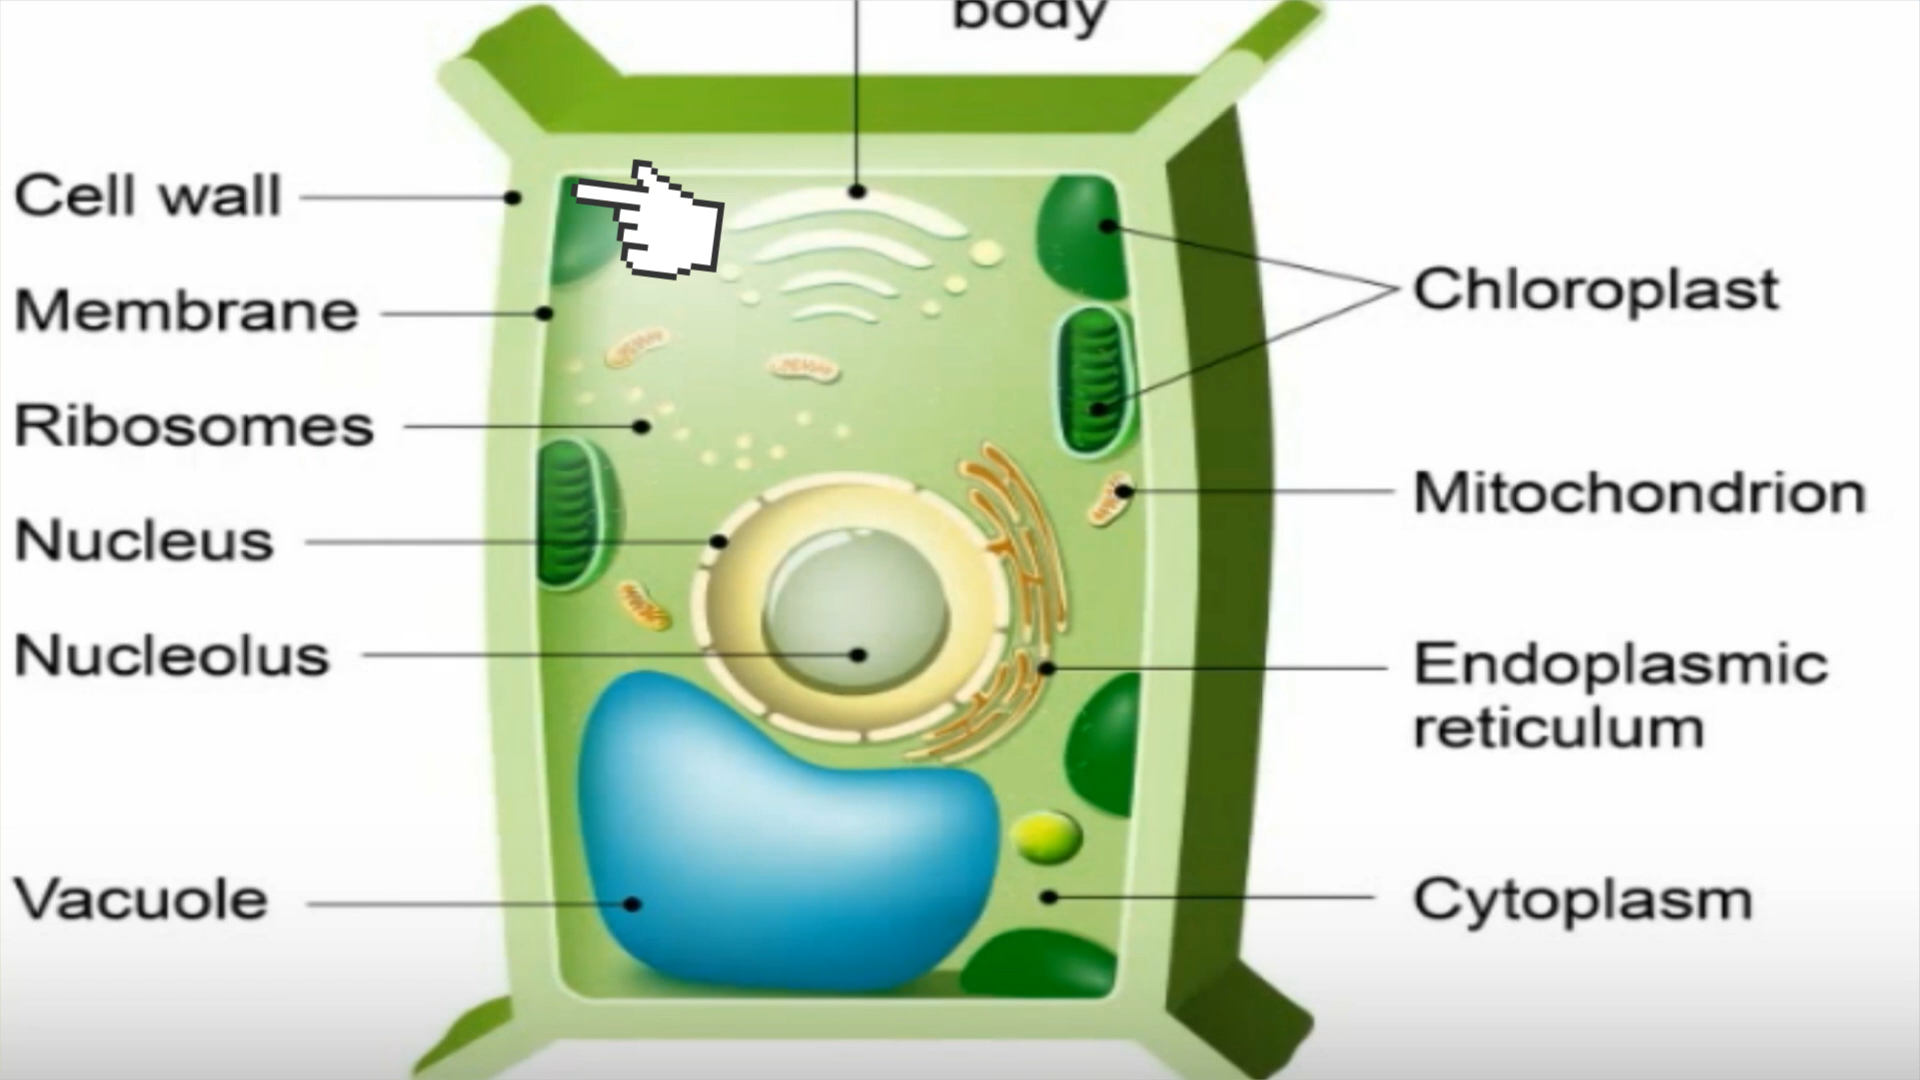 body
Cell wall
Membrane
Ribosomes
Nucleus
Nucleolus
Vacuole
Chloroplast
Mitochondrion
Endoplasmic
reticulum
Cytoplasm